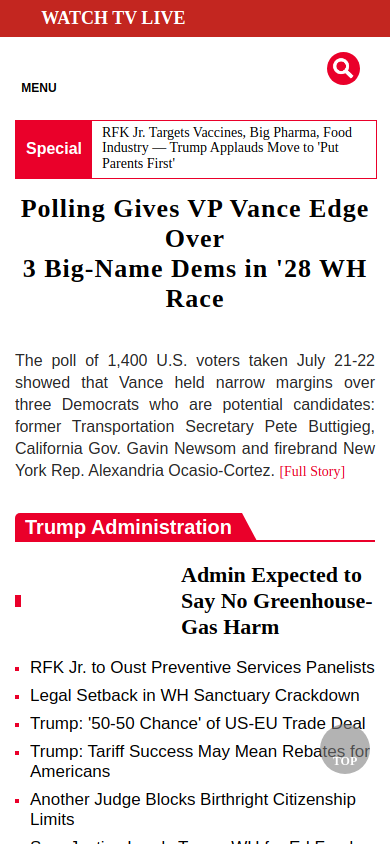 WATCH TV LIVE
MENU
Special
RFK Jr. Targets Vaccines, Big Pharma, Food
Industry — Trump Applauds Move to 'Put
Parents First'
Polling Gives VP Vance Edge
Over
3 Big-Name Dems in '28 WH
Race
The poll of 1,400 U.S. voters taken July 21-22
showed that Vance held narrow margins over
three Democrats who are potential candidates:
former Transportation Secretary Pete Buttigieg,
California Gov. Gavin Newsom and firebrand New
York Rep. Alexandria Ocasio-Cortez. [Full Story]
Trump Administration
Admin Expected to
Say No Greenhouse-
Gas Harm
RFK Jr. to Oust Preventive Services Panelists
Legal Setback in WH Sanctuary Crackdown
Trump: '50-50 Chance' of US-EU Trade Deal
Trump: Tariff Success May Mean Rebates for
Americans
TOP
Another Judge Blocks Birthright Citizenship
Limits